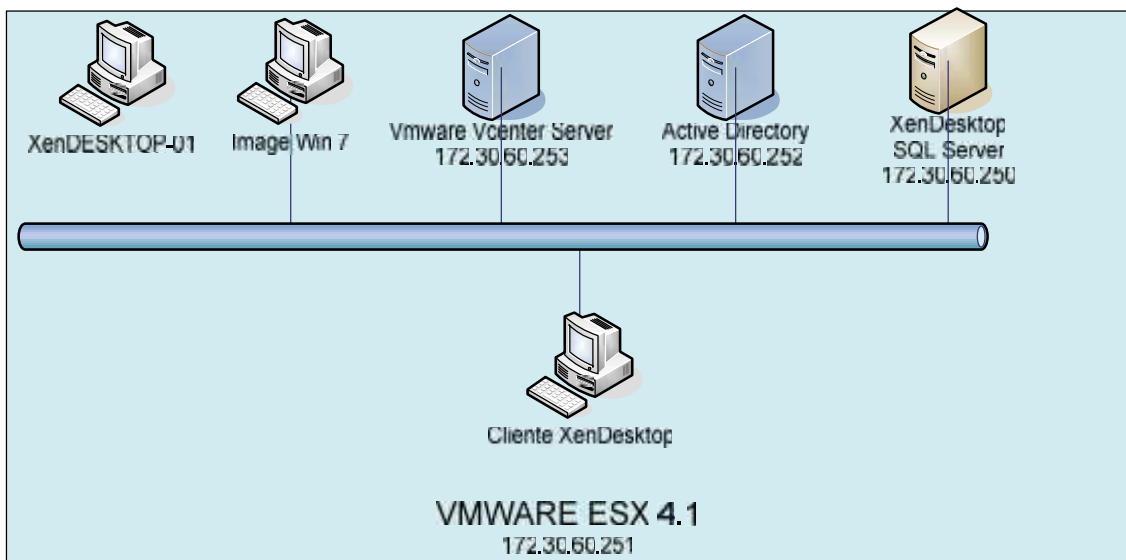 XenDESKTOP-01
Image Win 7
Vmware Vcenter Server
172.30.60.253
Active Directory
172.30.60.252
XenDesktop
SQL Server
172.30.60.250
Cliente XenDesktop
VMWARE ESX 4.1
172.30.60.251